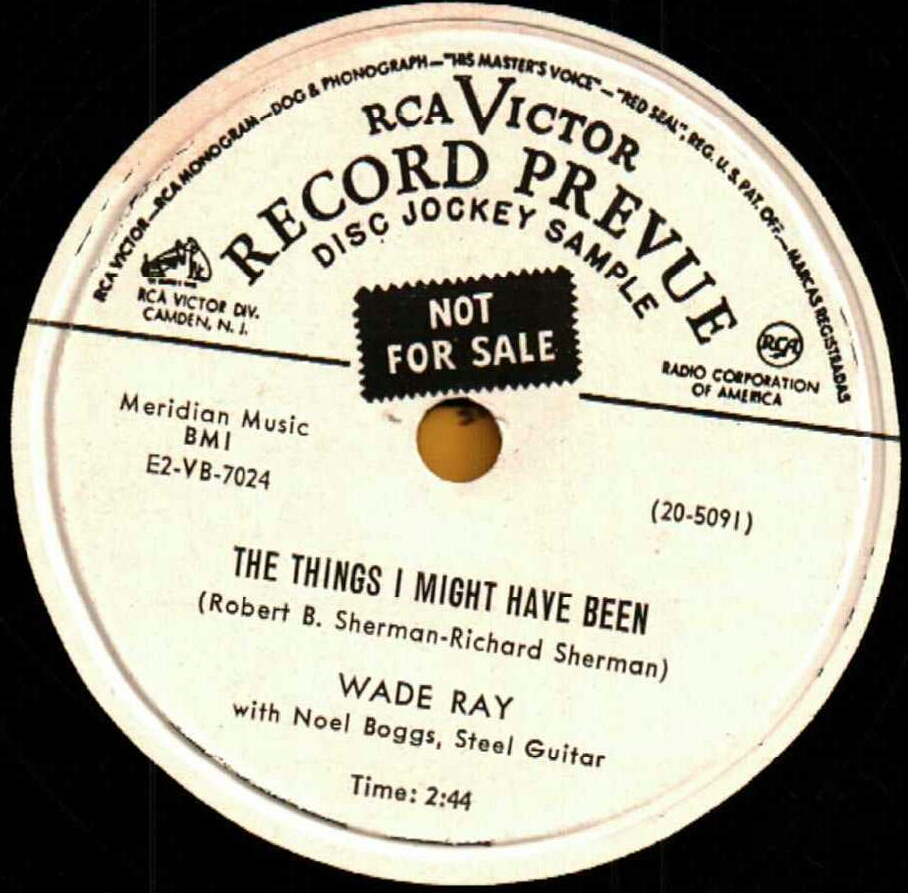 RCA VICTOR—RCA MONOGRAM—DOG & PHONOGRAPH—"HIS MASTER'S VOICE"—"RED SEAL", REG. U. S. PAT. OFF.—MARCAS REGISTRADAS
RCA VICTOR
RECORD PREVUE
DISC JOCKEY SAMPLE
RCA VICTOR DIV.
CAMDEN, N. J.
NOT
FOR SALE
RCA
RADIO CORPORATION
OF AMERICA
Meridian Music
BMI
E2-VB-7024
(20-5091)
THE THINGS I MIGHT HAVE BEEN
(Robert B. Sherman-Richard Sherman)
WADE RAY
with Noel Boggs, Steel Guitar
Time: 2:44